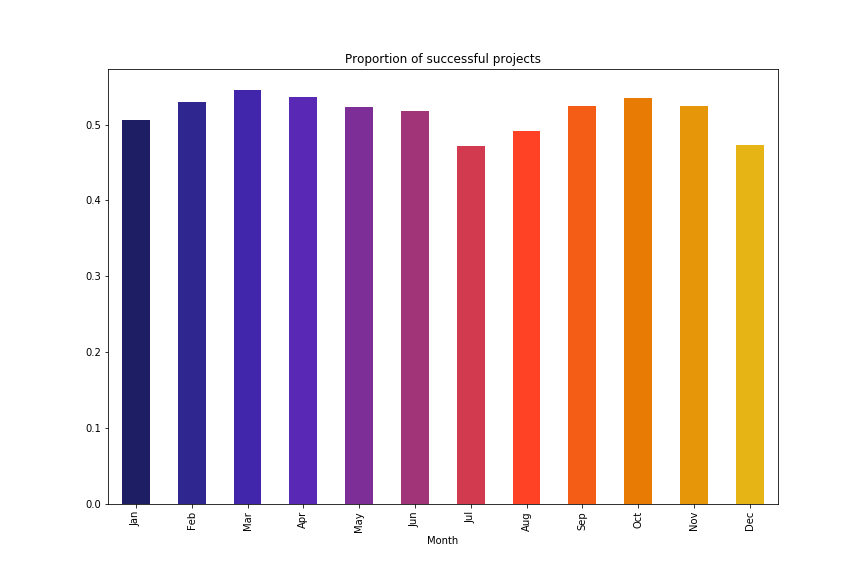 Proportion of successful projects
0.5
0.4
0.3
0.2
0.1
0.0
Jan
Feb
Mar
Apr
May
Jun
Jul
Aug
Sep
Oct
Nov
Dec
Month